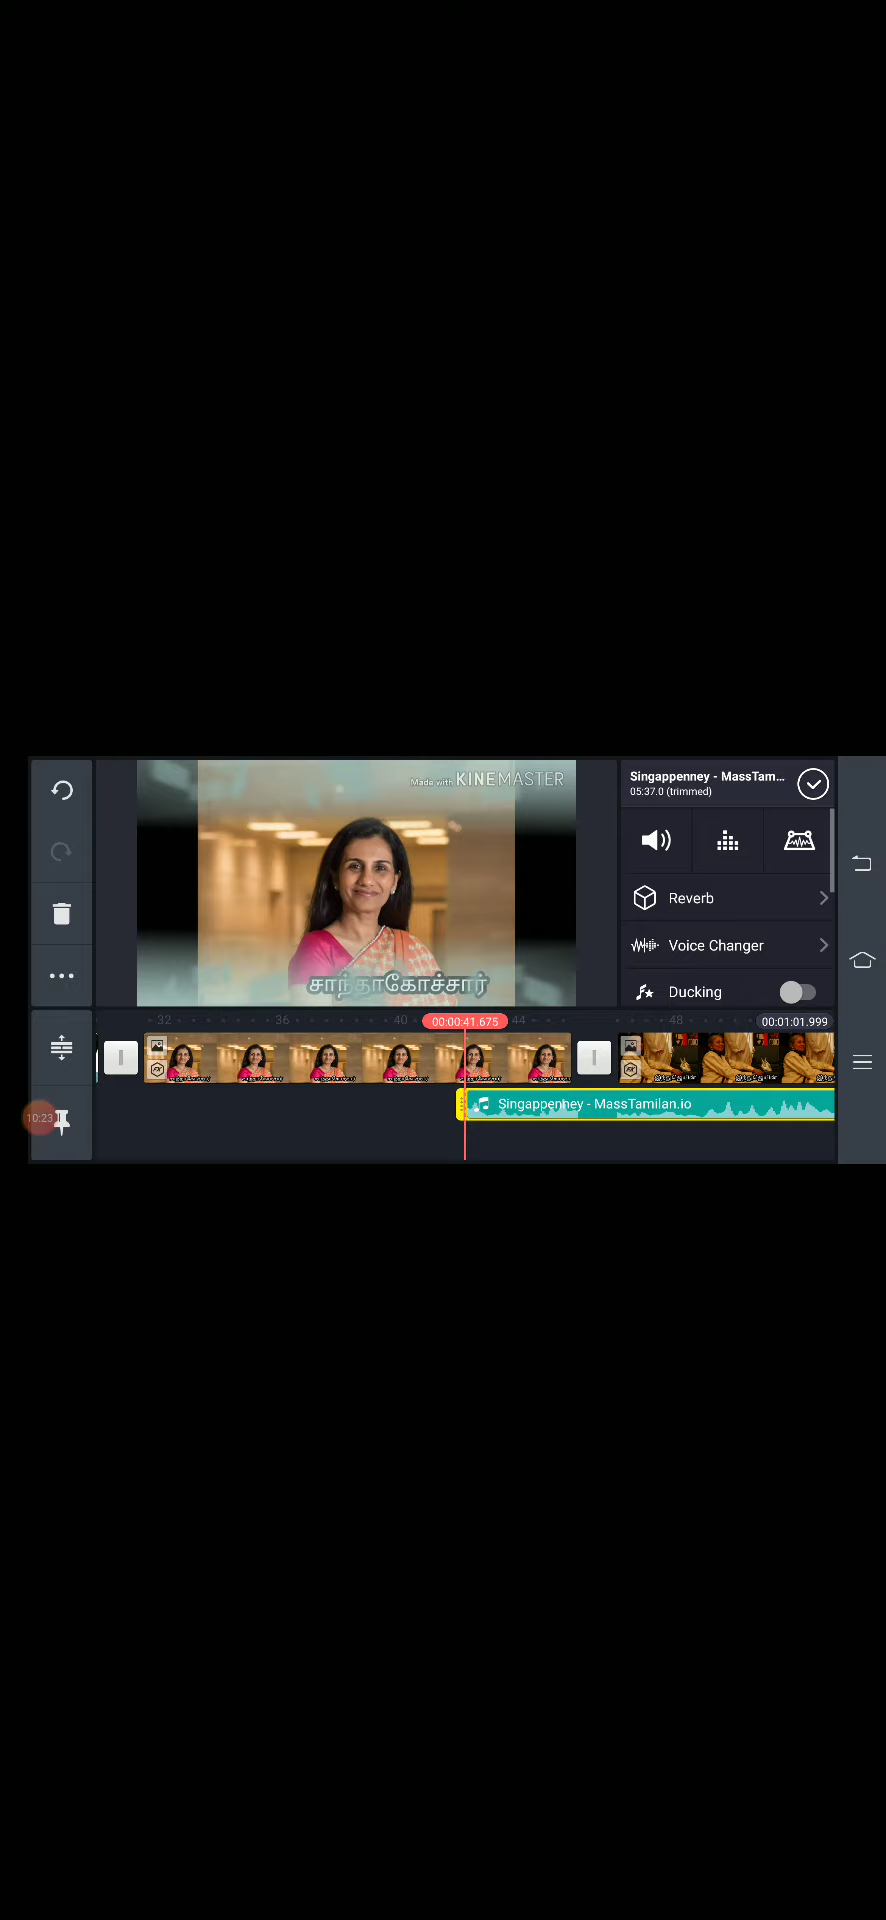 Made with KINEMASTER
சாந்தாகோச்சார்
Singappenney - MassTam...
05:37.0 (trimmed)
Reverb
Voice Changer
Ducking
32
36
40
00:00:41.675
44
48
00:01:01.999
10:23
Singappenney - MassTamilan.io